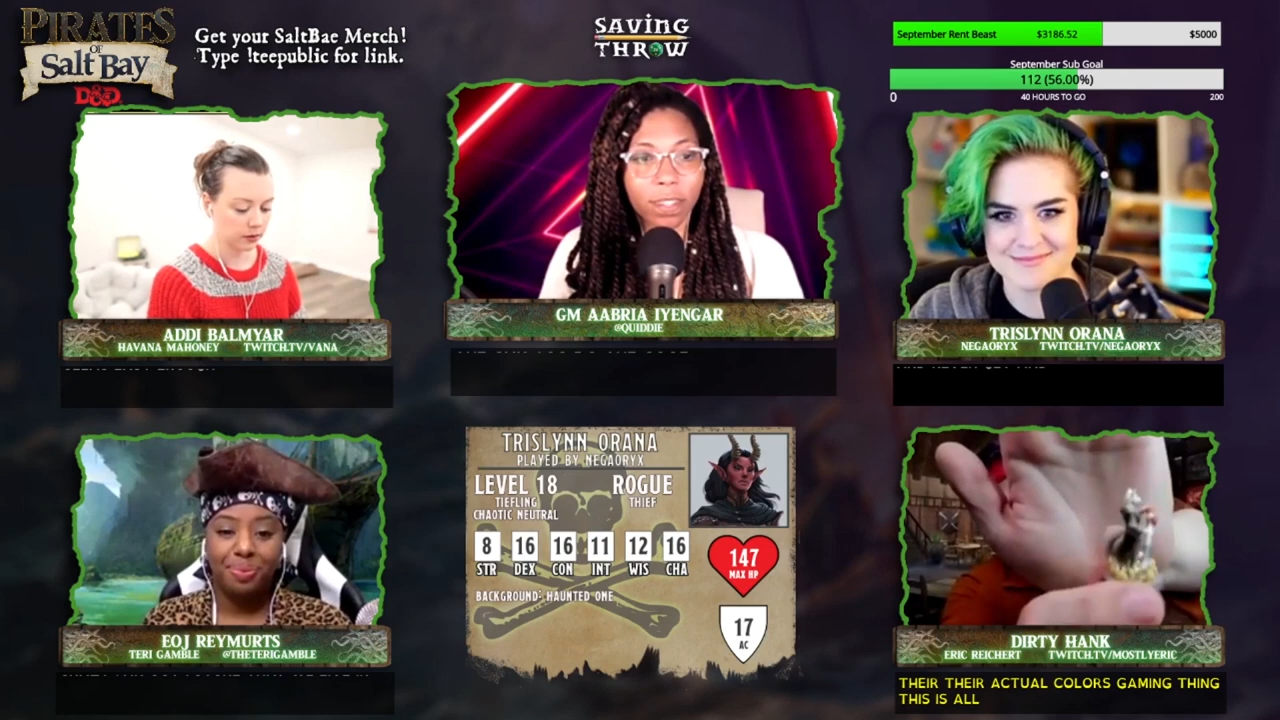 PIRATES
OF
Salt Bay
D&D
Get your SaltBae Merch!
Type !teepublic for link.
SAVING
THROW
September Rent Beast $3186.52 $5000
September Sub Goal
112 (56.00%)
0 40 HOURS TO GO 200
ADDI BALMYAR
HAVANA MAHONEY TWITCH.TV/VANA
GM AABRIA IYENGAR
@QUIDDIE
TRISLYNN ORANA
NEGAORYX TWITCH.TV/NEGAORYX
TRISLYNN ORANA
PLAYED BY NEGAORYX
LEVEL 18 ROGUE
TIEFLING THIEF
CHAOTIC NEUTRAL
8 16 16 11 12 16
STR DEX CON INT WIS CHA
147
MAX HP
BACKGROUND: HAUNTED ONE
17
AC
EOJ REYMURTS
TERI GAMBLE @THETERIGAMBLE
DIRTY HANK
ERIC REICHERT TWITCH.TV/MOSTLYERIC
THEIR THEIR ACTUAL COLORS GAMING THING
THIS IS ALL